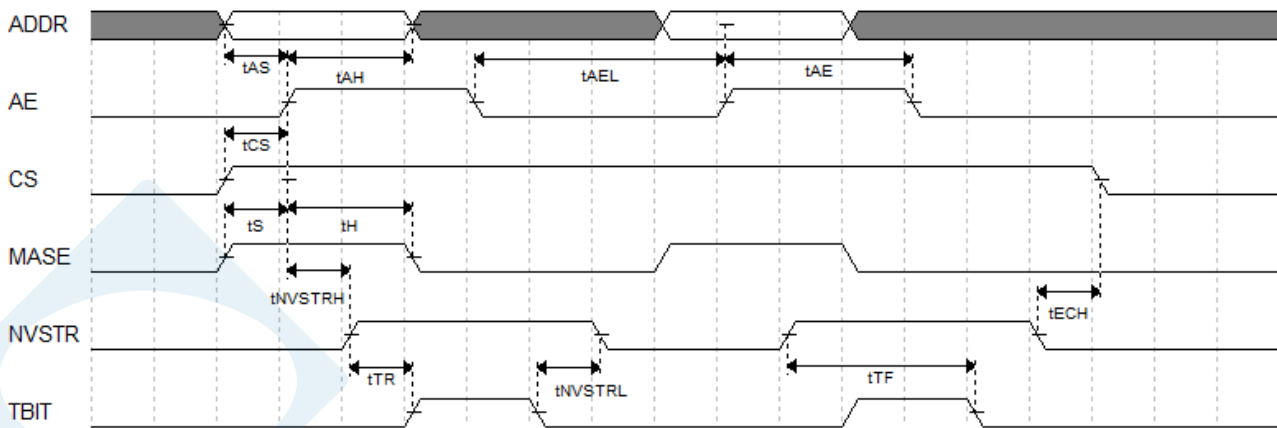 ADDR
tAS
tAH
tAEL
tAE
AE
tCS
CS
tS
tH
MASE
tNVSTRH
tECH
NVSTR
tTR
tNVSTRL
tTF
TBIT